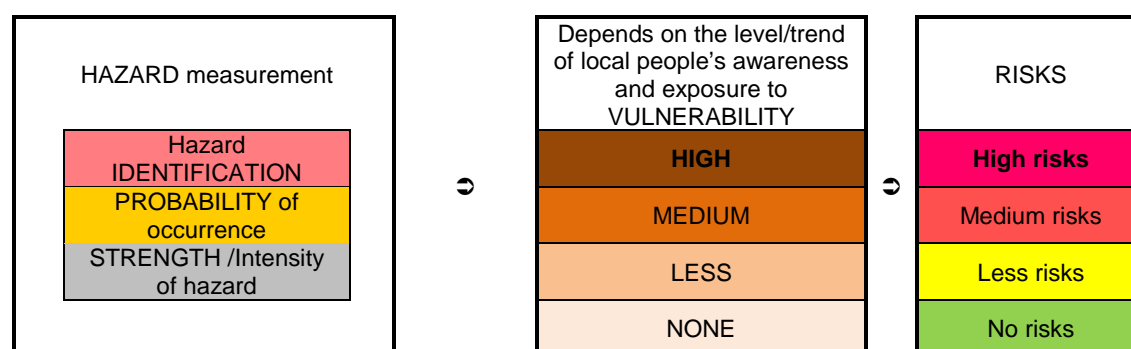 HAZARD measurement
Hazard
IDENTIFICATION
PROBABILITY of
occurrence
STRENGTH /Intensity
of hazard
➲
Depends on the level/trend
of local people's awareness
and exposure to
VULNERABILITY
HIGH
MEDIUM
LESS
NONE
➲
RISKS
High risks
Medium risks
Less risks
No risks